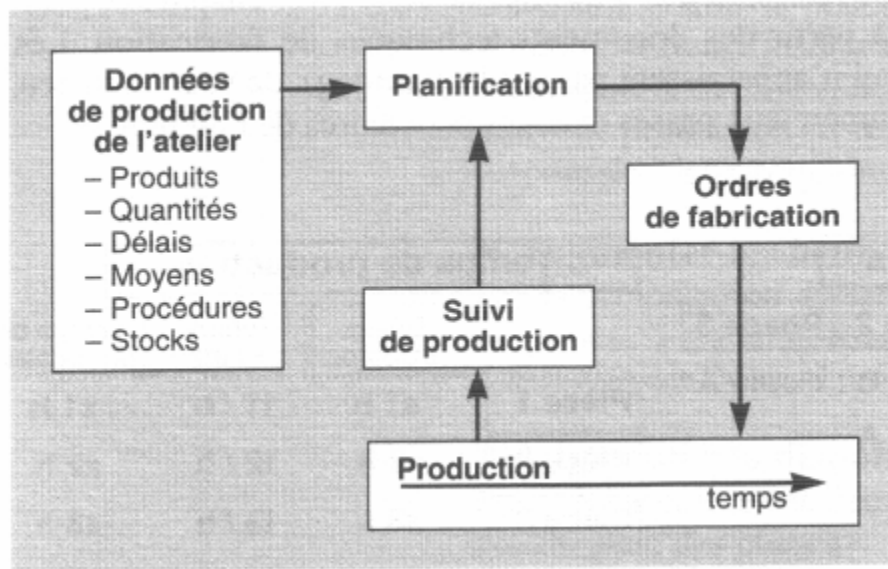 Données
de production
de l'atelier
– Produits
– Quantités
– Délais
– Moyens
– Procédures
– Stocks
Planification
Ordres
de fabrication
Suivi
de production
Production
temps